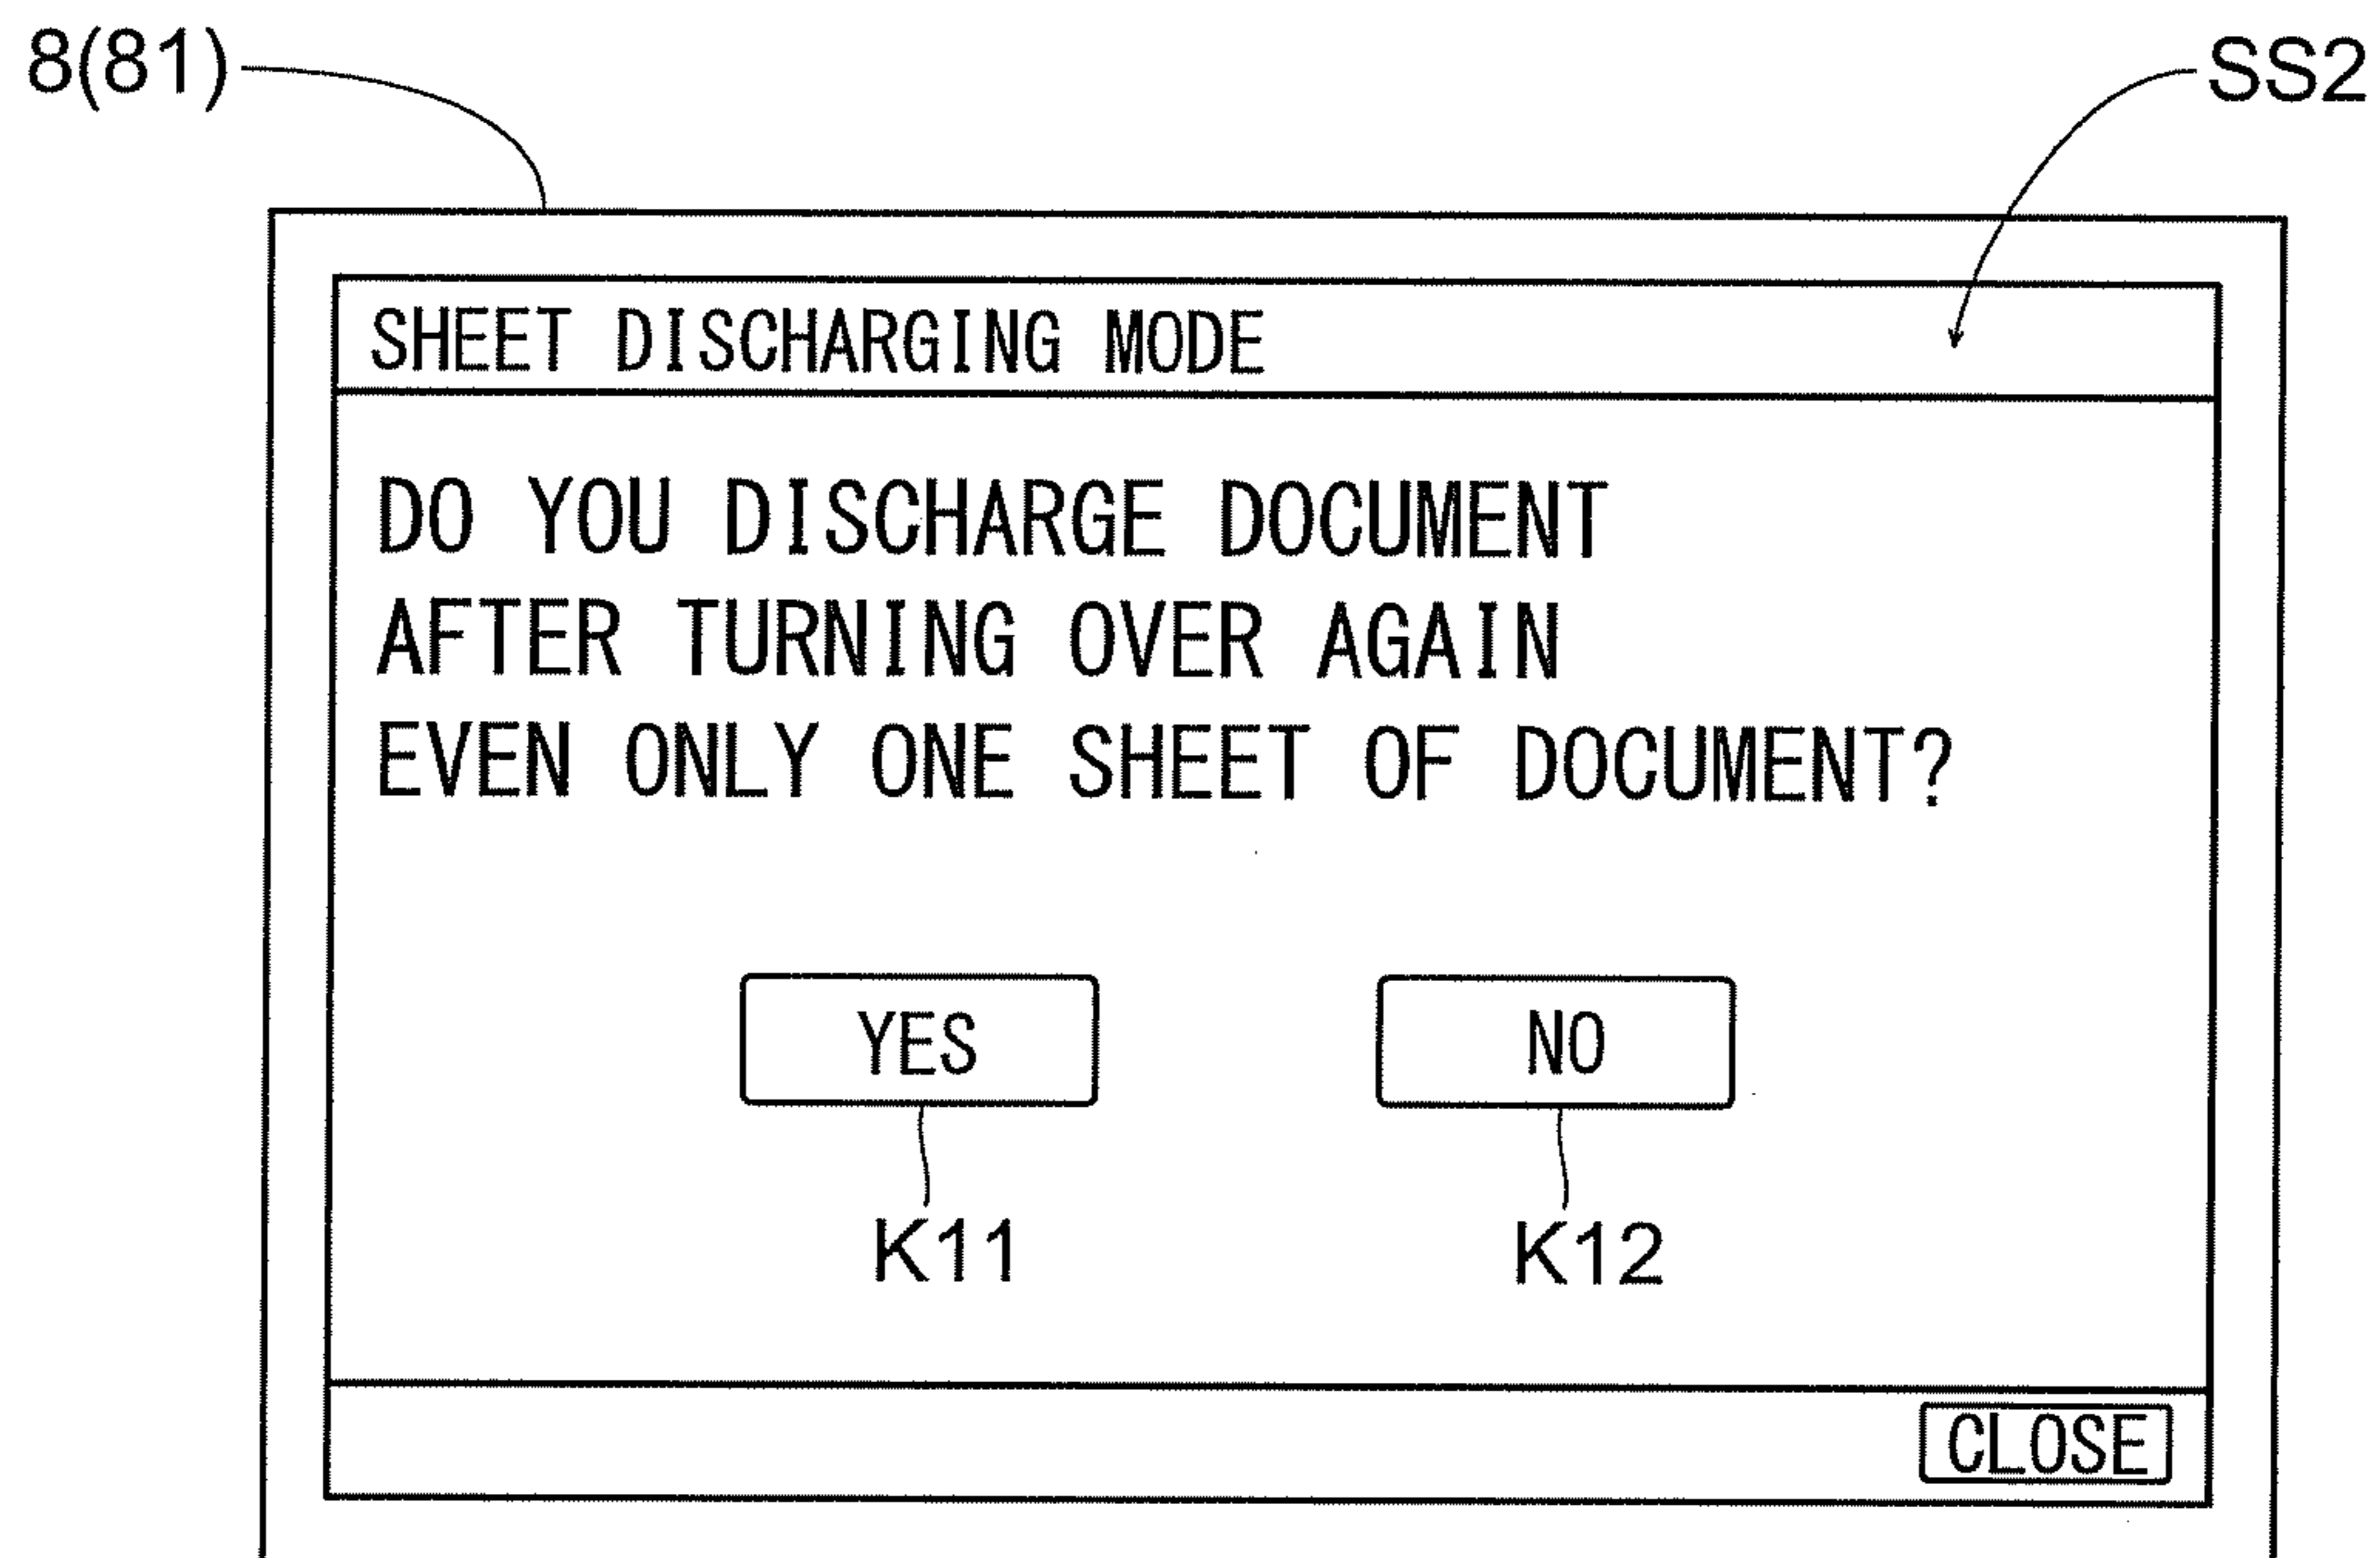 8(81)
SS2
SHEET DISCHARGING MODE
DO YOU DISCHARGE DOCUMENT
AFTER TURNING OVER AGAIN
EVEN ONLY ONE SHEET OF DOCUMENT?
YES
NO
K11
K12
CLOSE